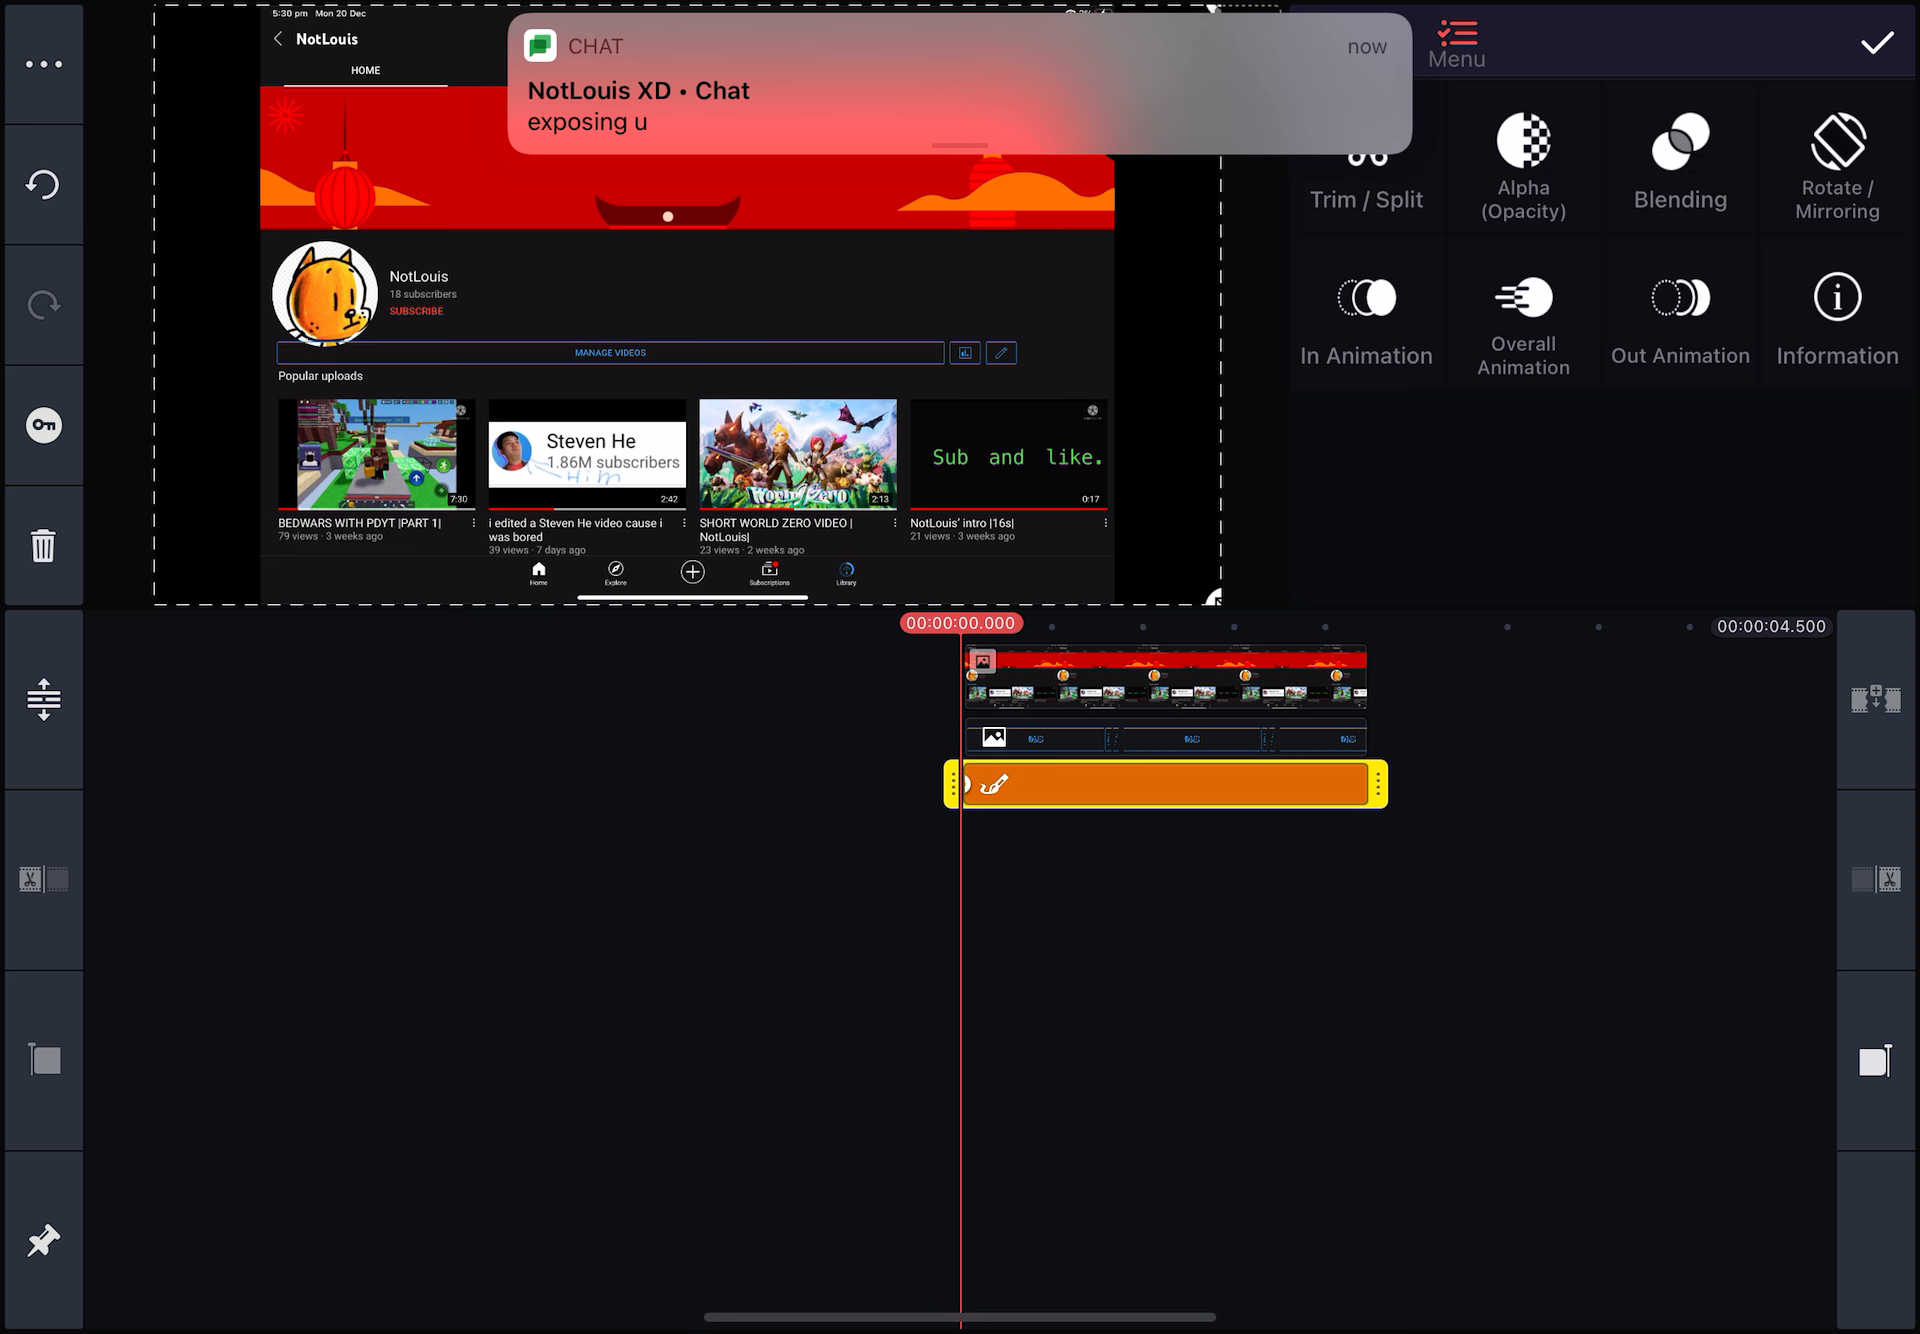 5:30 pm Mon 20 Dec
NotLouis
HOME
CHAT
now
NotLouis XD • Chat
exposing u
Menu
Trim / Split
Alpha
(Opacity)
Blending
Rotate /
Mirroring
In Animation
Overall
Animation
Out Animation
Information
NotLouis
18 subscribers
SUBSCRIBE
MANAGE VIDEOS
Popular uploads
7:30
Steven He
1.86M subscribers
Him
2:42
World Zero
2:13
Sub and like.
0:17
BEDWARS WITH PDYT |PART 1|
79 views · 3 weeks ago
i edited a Steven He video cause i
was bored
39 views · 7 days ago
SHORT WORLD ZERO VIDEO |
NotLouis|
23 views · 2 weeks ago
NotLouis' intro |16s|
21 views · 3 weeks ago
Home
Explore
Subscriptions
Library
00:00:00.000
00:00:04.500